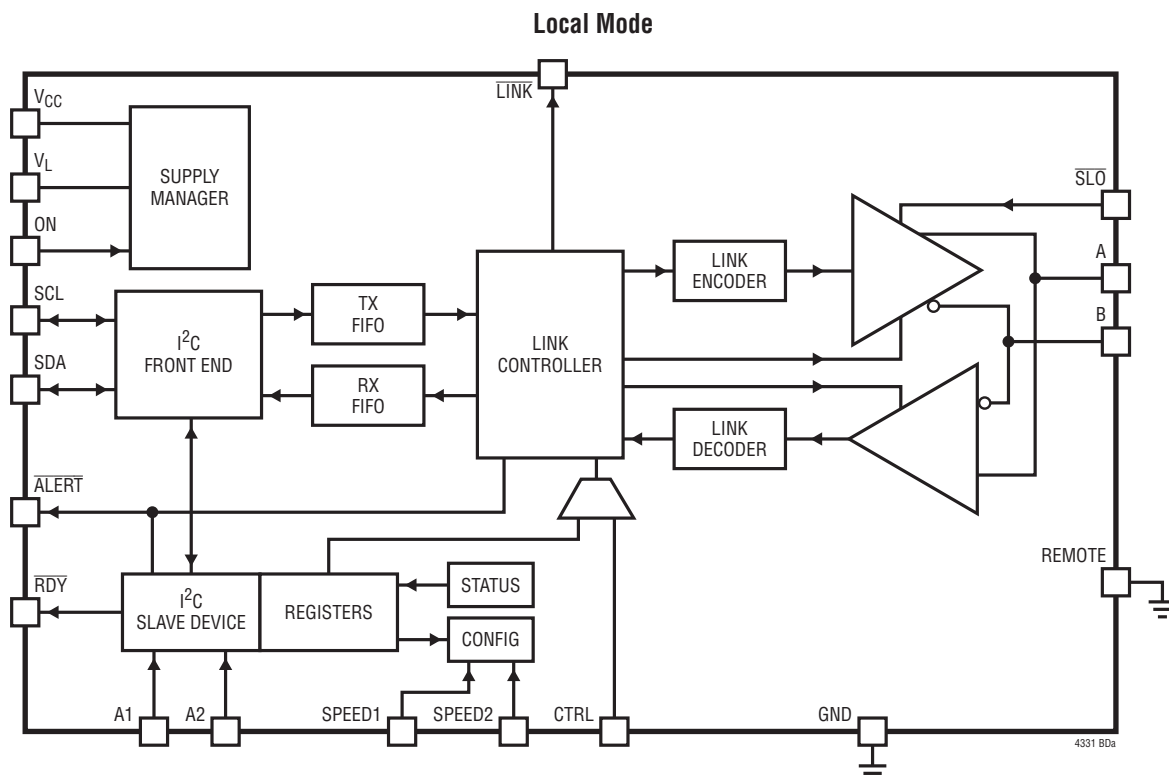 Local Mode
LINK
VCC
VL
ON
SUPPLY
MANAGER
SLO
A
B
SCL
SDA
I2C
FRONT END
TX
FIFO
RX
FIFO
LINK
CONTROLLER
LINK
ENCODER
LINK
DECODER
ALERT
RDY
I2C
SLAVE DEVICE
REGISTERS
STATUS
CONFIG
REMOTE
A1
A2
SPEED1
SPEED2
CTRL
GND
4331 BDa